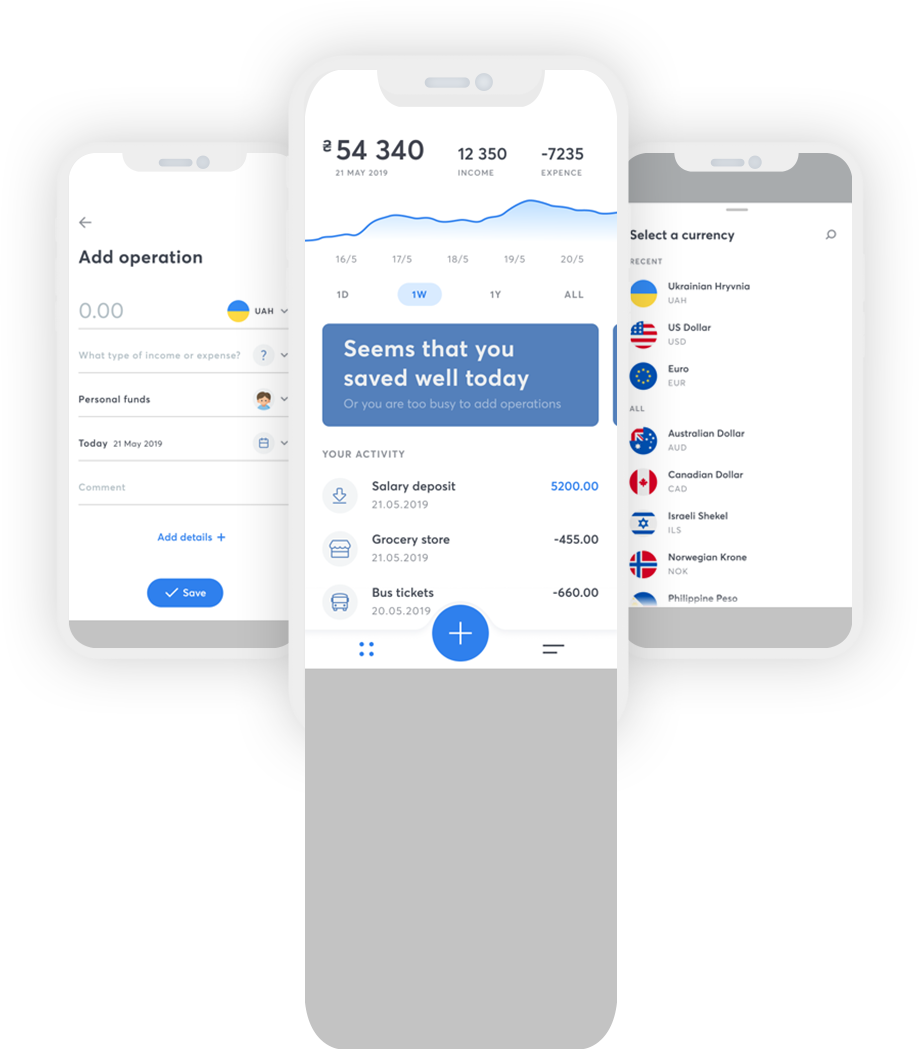 Add operation
0.00
UAH
What type of income or expense?
?
Personal funds
Today 21 May 2019
Comment
Add details +
Save
₴ 54 340
21 MAY 2019
12 350
INCOME
-7235
EXPENCE
16/5 17/5 18/5 19/5 20/5
1D 1W 1Y ALL
Seems that you
saved well today
Or you are too busy to add operations
YOUR ACTIVITY
Salary deposit 5200.00
21.05.2019
Grocery store -455.00
21.05.2019
Bus tickets -660.00
20.05.2019
Select a currency
RECENT
Ukrainian Hryvnia
UAH
US Dollar
USD
Euro
EUR
ALL
Australian Dollar
AUD
Canadian Dollar
CAD
Israeli Shekel
ILS
Norwegian Krone
NOK
Philippine Peso